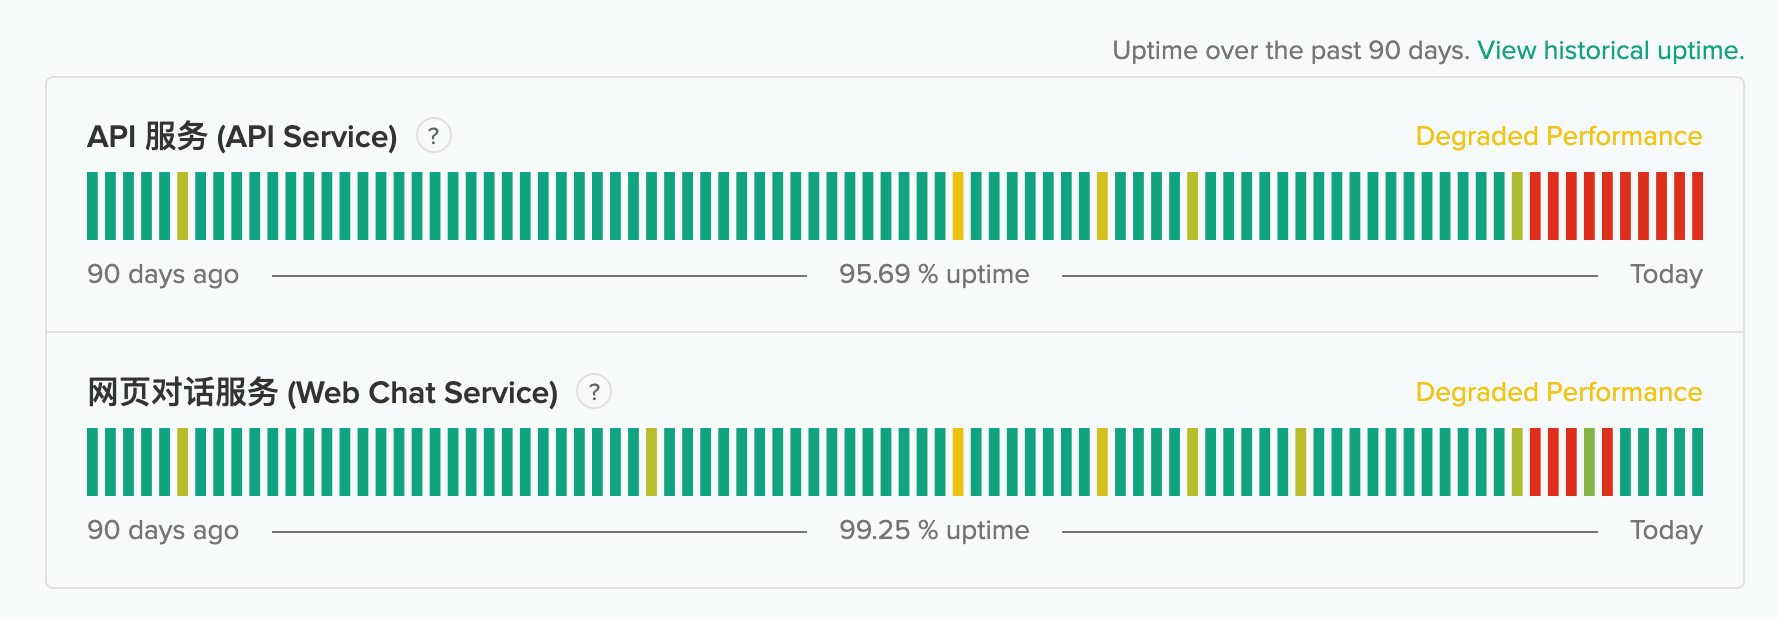 Uptime over the past 90 days. View historical uptime.
API 服务 (API Service) ? Degraded Performance
90 days ago 95.69 % uptime Today
网页对话服务 (Web Chat Service) ? Degraded Performance
90 days ago 99.25 % uptime Today